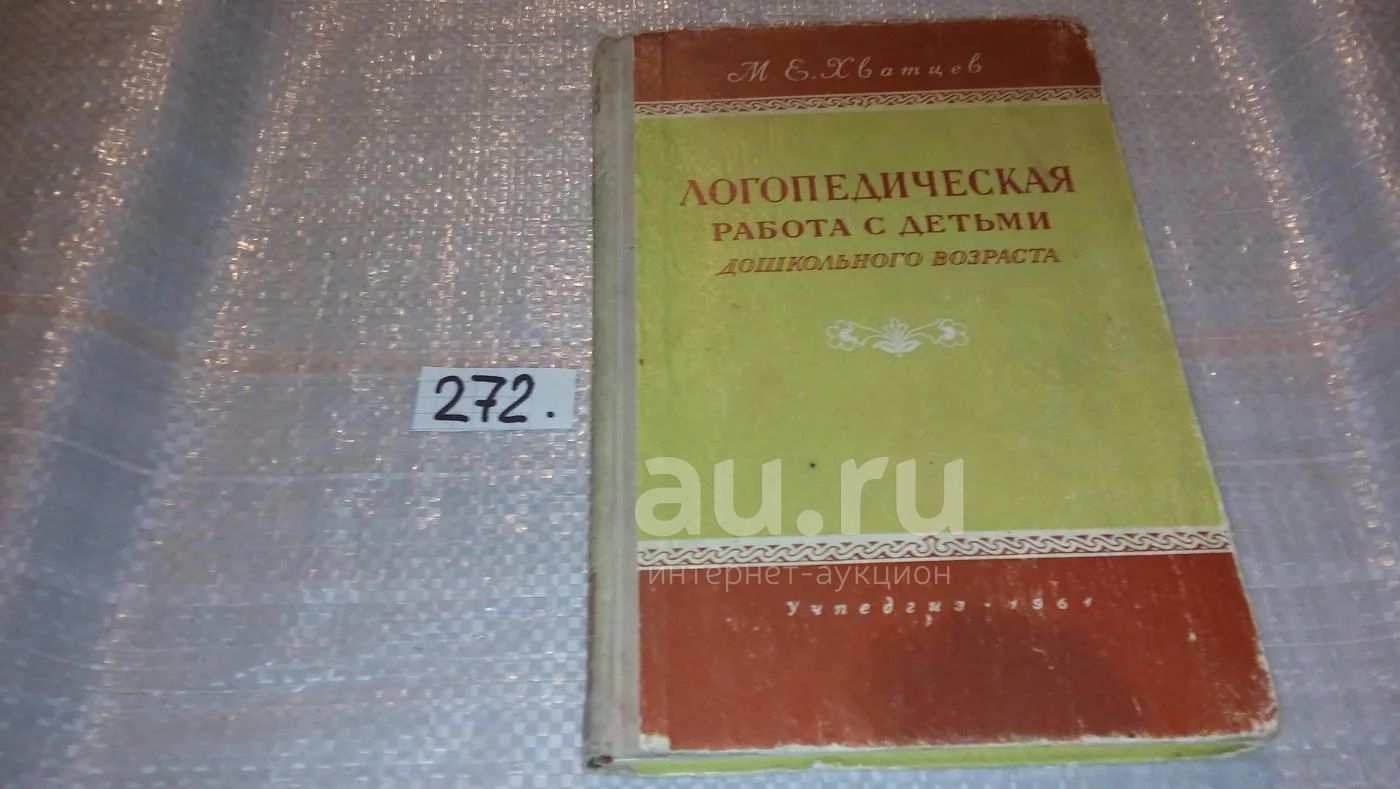 М. Е. Хватцев
ЛОГОПЕДИЧЕСКАЯ
РАБОТА С ДЕТЬМИ
ДОШКОЛЬНОГО ВОЗРАСТА
272.
au.ru
интернет-аукцион
Учпедгиз • 1961